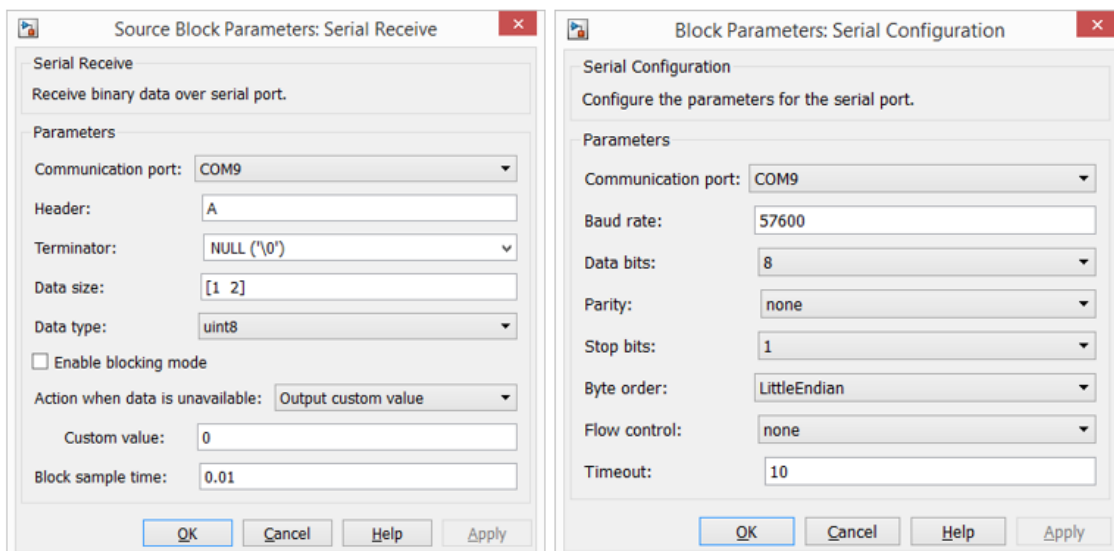 Source Block Parameters: Serial Receive
Serial Receive
Receive binary data over serial port.
Parameters
Communication port: COM9
Header: A
Terminator: NULL ('\0')
Data size: [1 2]
Data type: uint8
Enable blocking mode
Action when data is unavailable: Output custom value
Custom value: 0
Block sample time: 0.01
OK Cancel Help Apply
Block Parameters: Serial Configuration
Serial Configuration
Configure the parameters for the serial port.
Parameters
Communication port: COM9
Baud rate: 57600
Data bits: 8
Parity: none
Stop bits: 1
Byte order: LittleEndian
Flow control: none
Timeout: 10
OK Cancel Help Apply